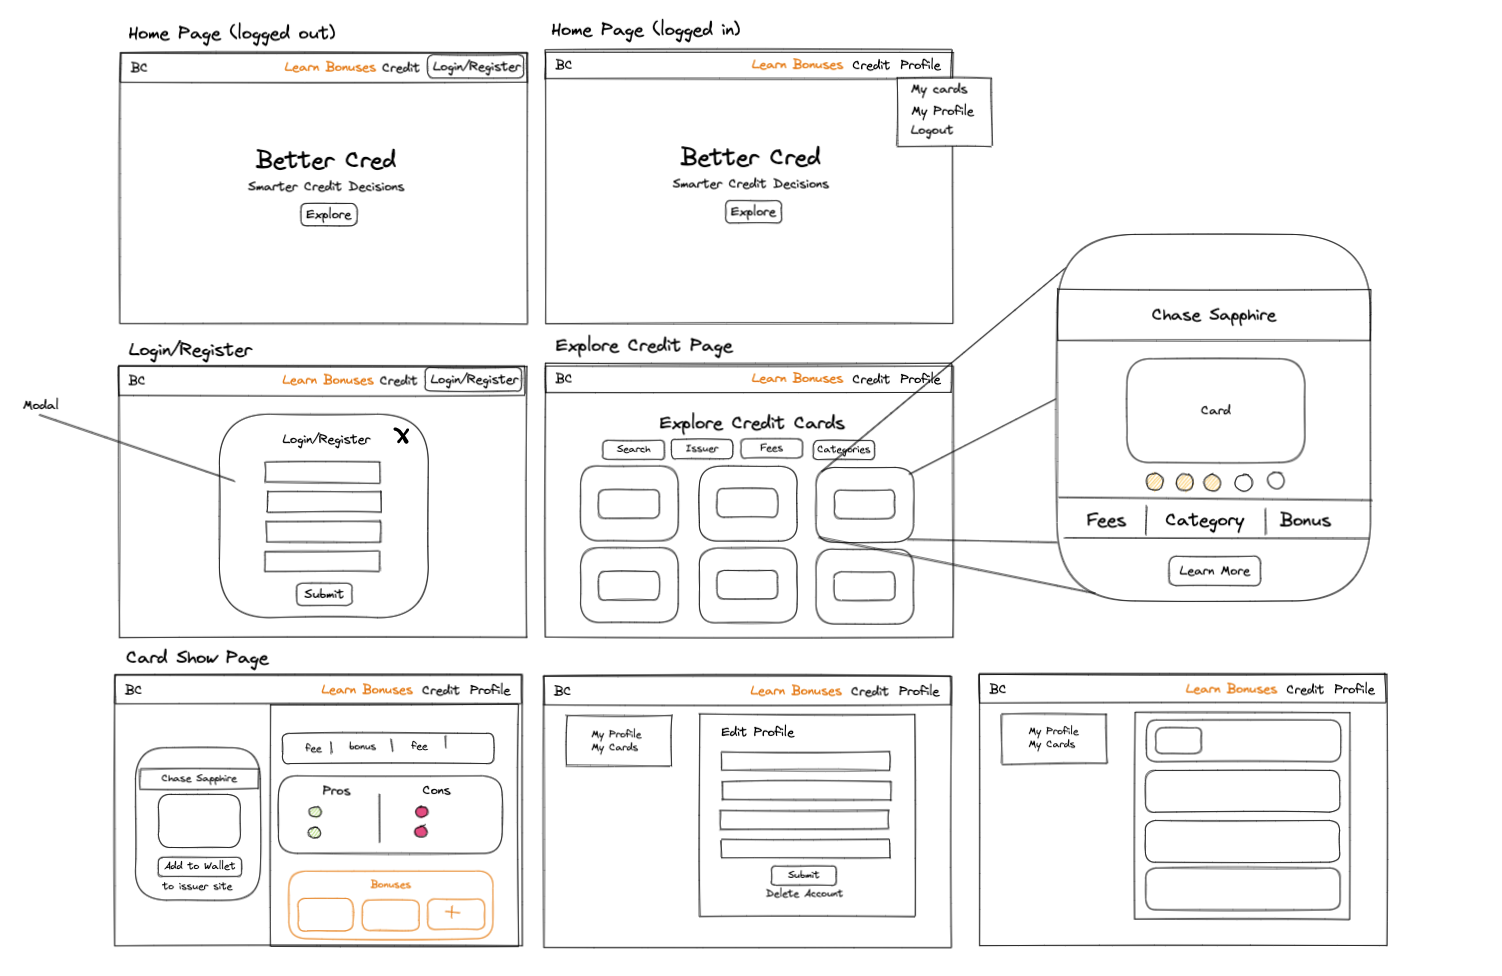 Home Page (logged out)
BC Learn Bonuses Credit Login/Register
Better Cred
Smarter Credit Decisions
Explore
Home Page (logged in)
BC Learn Bonuses Credit Profile
My cards
My Profile
Logout
Better Cred
Smarter Credit Decisions
Explore
Login/Register
BC Learn Bonuses Credit Login/Register
Modal
Login/Register X
Submit
Explore Credit Page
BC Learn Bonuses Credit Profile
Explore Credit Cards
Search Issuer Fees Categories
Chase Sapphire
Card
Fees Category Bonus
Learn More
Card Show Page
BC Learn Bonuses Credit Profile
Chase Sapphire
Add to Wallet
to issuer site
fee bonus fee
Pros Cons
Bonuses
+
BC Learn Bonuses Credit Profile
My Profile
My Cards
Edit Profile
Submit
Delete Account
BC Learn Bonuses Credit Profile
My Profile
My Cards